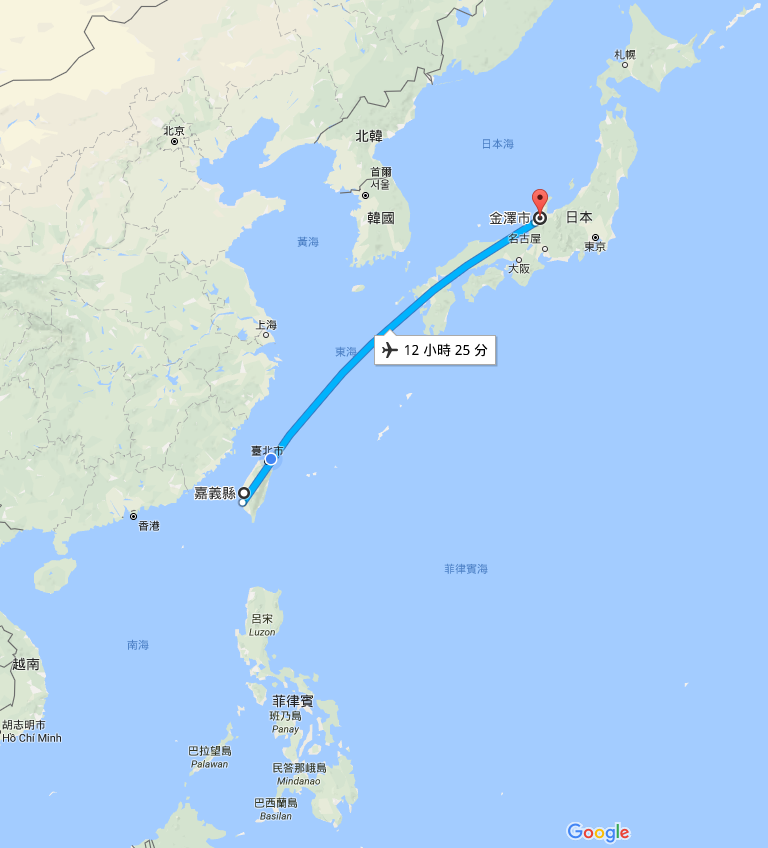 札幌
北京
北韓
日本海
首爾
서울
韓國
金澤市
日本
黃海
名古屋
東京
大阪
上海
東海
12 小時 25 分
臺北市
嘉義縣
香港
菲律賓海
呂宋
Luzon
南海
越南
菲律賓
班乃島
Panay
胡志明市
Hồ Chí Minh
巴拉望島
Palawan
民答那峨島
Mindanao
巴西蘭島
Basilan
Google